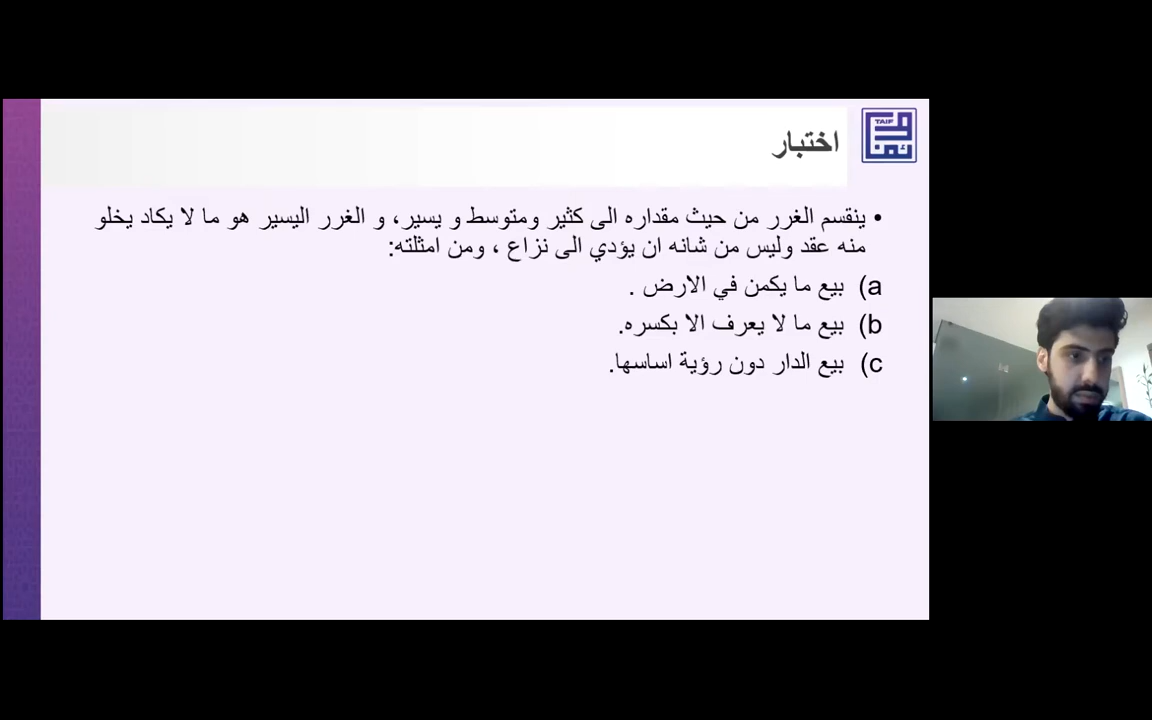 TAIF
اختبار
• ينقسم الغرر من حيث مقداره الى كثير ومتوسط و يسير، و الغرر اليسير هو ما لا يكاد يخلو
منه عقد وليس من شانه ان يؤدي الى نزاع ، ومن امثلته:
a) بيع ما يكمن في الارض .
b) بيع ما لا يعرف الا بكسره.
c) بيع الدار دون رؤية اساسها.